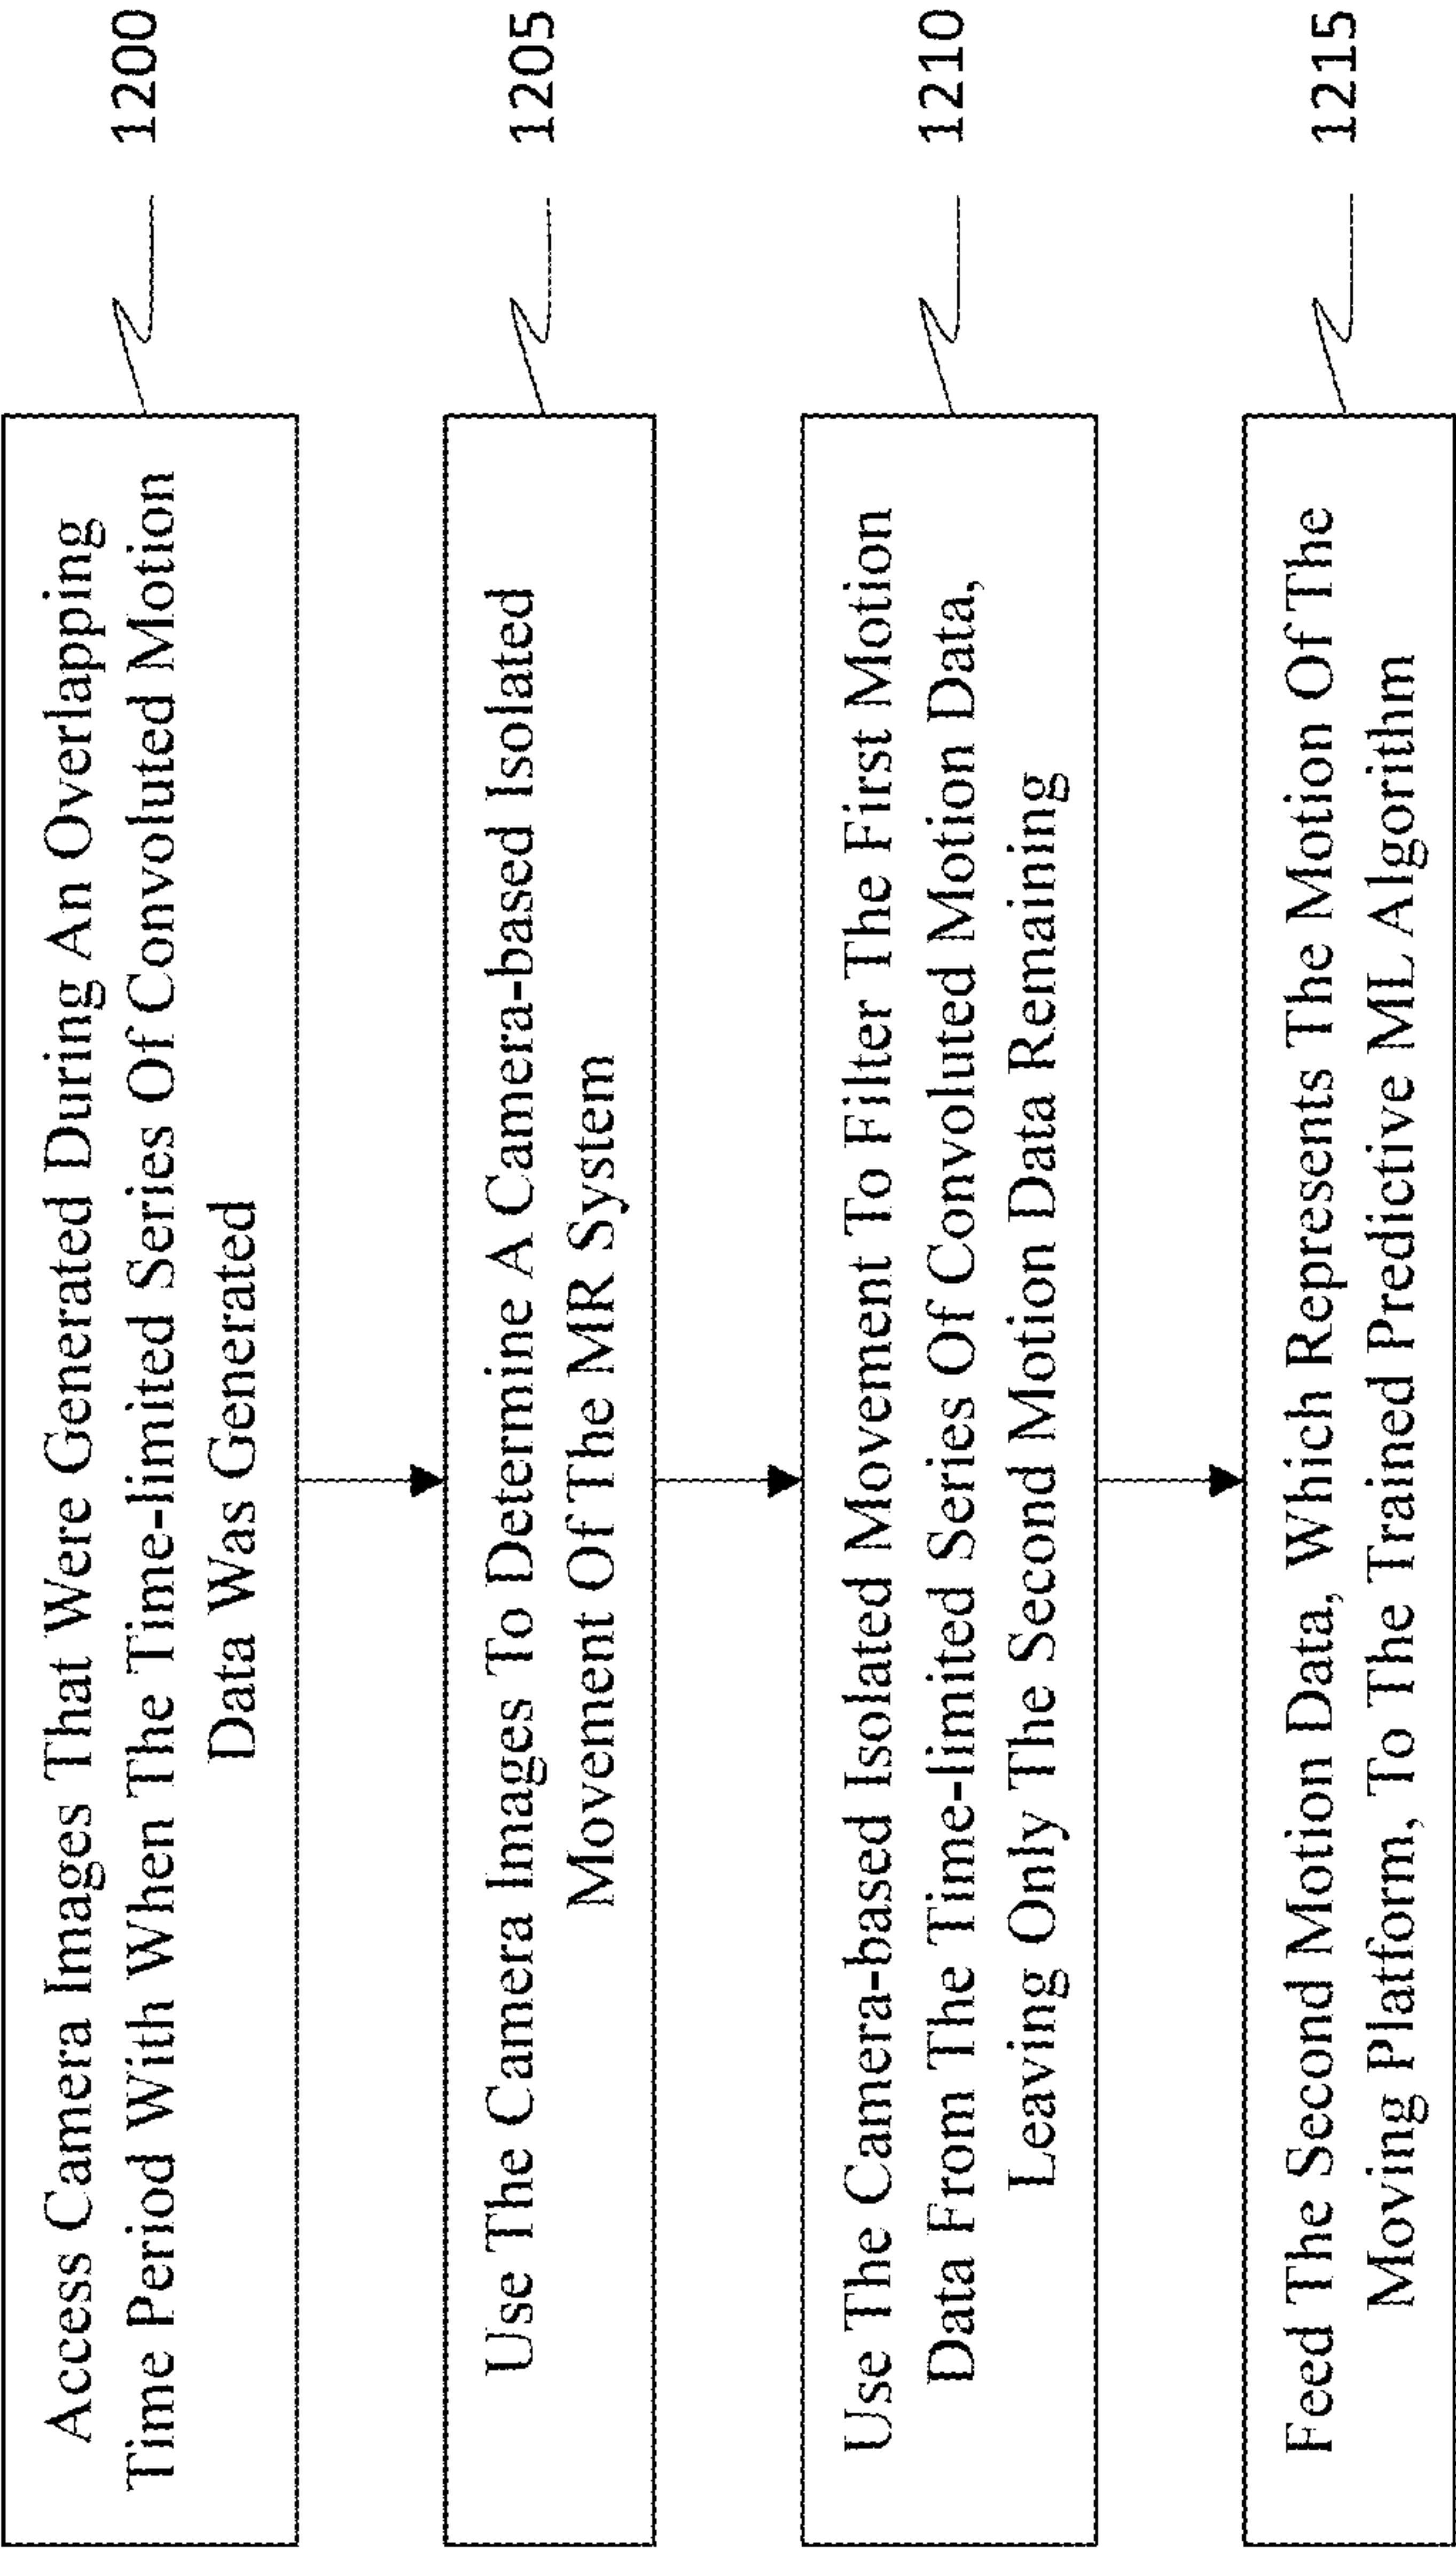 Access Camera Images That Were Generated During An Overlapping
Time Period With When The Time-limited Series Of Convoluted Motion
Data Was Generated
1200
Use The Camera Images To Determine A Camera-based Isolated
Movement Of The MR System
1205
Use The Camera-based Isolated Movement To Filter The First Motion
Data From The Time-limited Series Of Convoluted Motion Data,
Leaving Only The Second Motion Data Remaining
1210
Feed The Second Motion Data, Which Represents The Motion Of The
Moving Platform, To The Trained Predictive ML Algorithm
1215